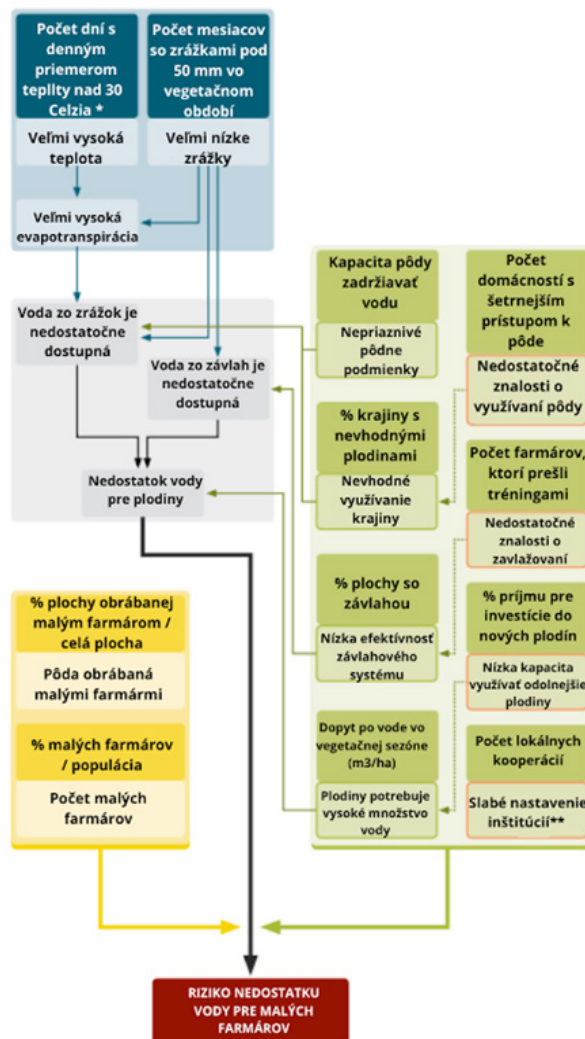 Počet dní s
denným
priemerom
teplity nad 30
Celzia *
Veľmi vysoká
teplota
Počet mesiacov
so zrážkami pod
50 mm vo
vegetačnom
období
Veľmi nízke
zrážky
Veľmi vysoká
evapotranspirácia
Voda zo zrážok je
nedostatočne
dostupná
Voda zo závlah je
nedostatočne
dostupná
Nedostatok vody
pre plodiny
Kapacita pôdy
zadržiavať
vodu
Nepriaznivé
pôdne
podmienky
% krajiny s
nevhodnými
plodinami
Nevhodné
využívanie
krajiny
% plochy so
závlahou
Nízka efektívnosť
závlahového
systému
Dopyt po vode vo
vegetačnej sezóne
(m3/ha)
Plodiny potrebuje
vysoké množstvo
vody
Počet
domácností s
šetrnejším
prístupom k
pôde
Nedostatočné
znalosti o
využívaní pôdy
Počet farmárov,
ktorí prešli
tréningami
Nedostatočné
znalosti o
zavlažovaní
% príjmu pre
investície do
nových plodín
Nízka kapacita
využívať odolnejšie
plodiny
Počet lokálnych
kooperácií
Slabé nastavenie
inštitúcií**
% plochy obrábanej
malým farmárom /
celá plocha
Pôda obrábaná
malými farmármi
% malých farmárov
/ populácia
Počet malých
farmárov
RIZIKO NEDOSTATKU
VODY PRE MALÝCH
FARMÁROV